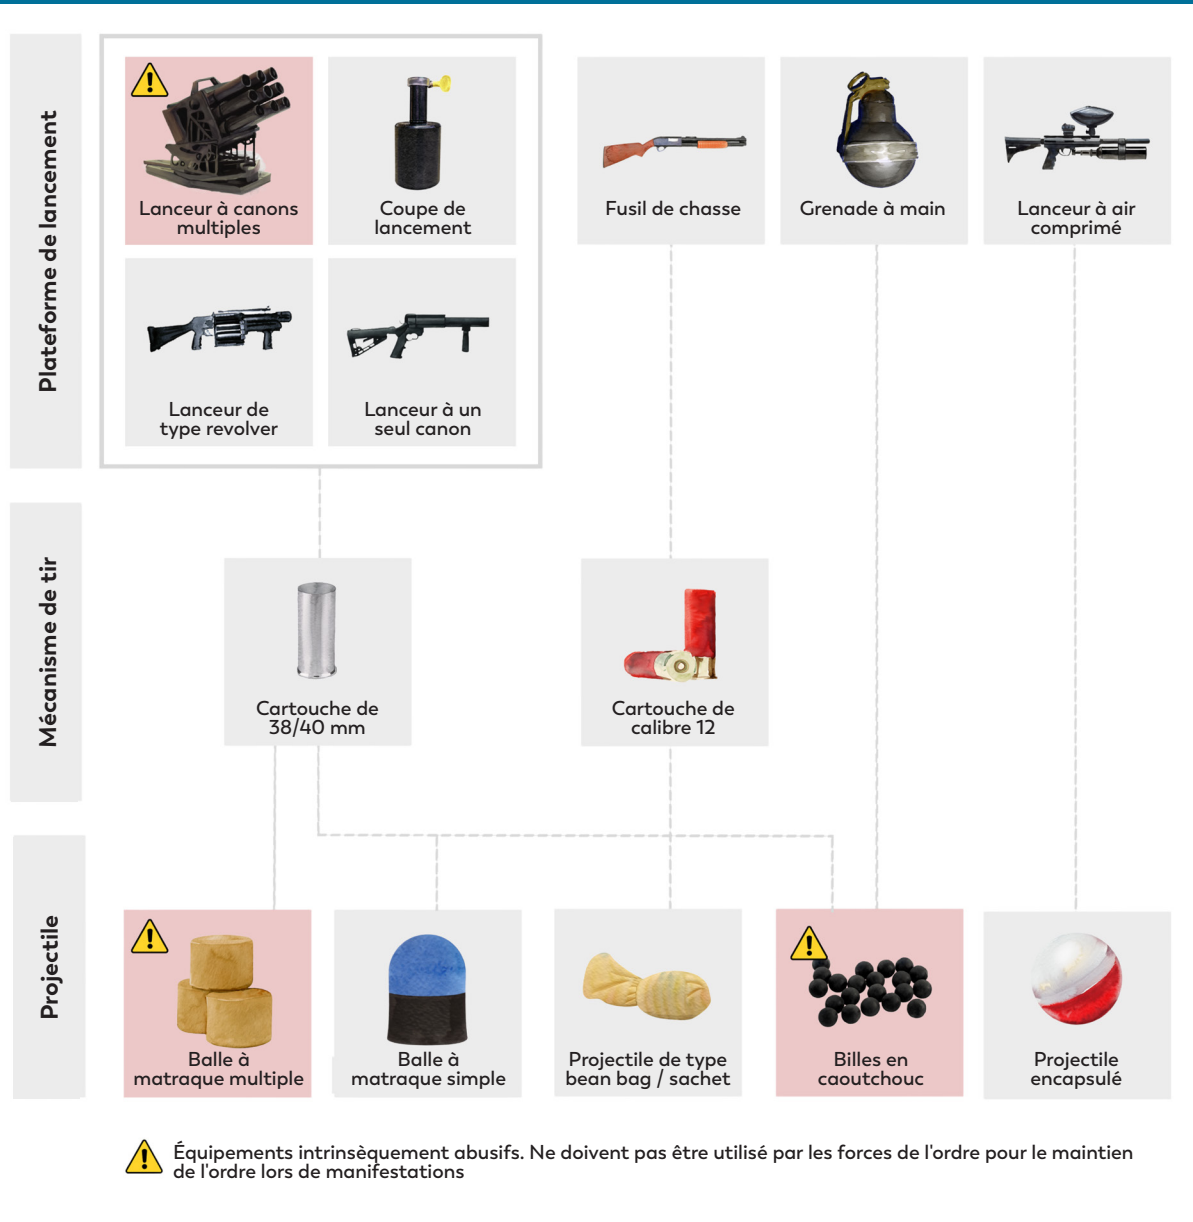 Plateforme de lancement
Lanceur à canons
multiples
Coupe de
lancement
Fusil de chasse
Grenade à main
Lanceur à air
comprimé
Lanceur de
type revolver
Lanceur à un
seul canon
Mécanisme de tir
Cartouche de
38/40 mm
Cartouche de
calibre 12
Projectile
Balle à
matraque multiple
Balle à
matraque simple
Projectile de type
bean bag / sachet
Billes en
caoutchouc
Projectile
encapsulé
Équipements intrinsèquement abusifs. Ne doivent pas être utilisé par les forces de l'ordre pour le maintien
de l'ordre lors de manifestations